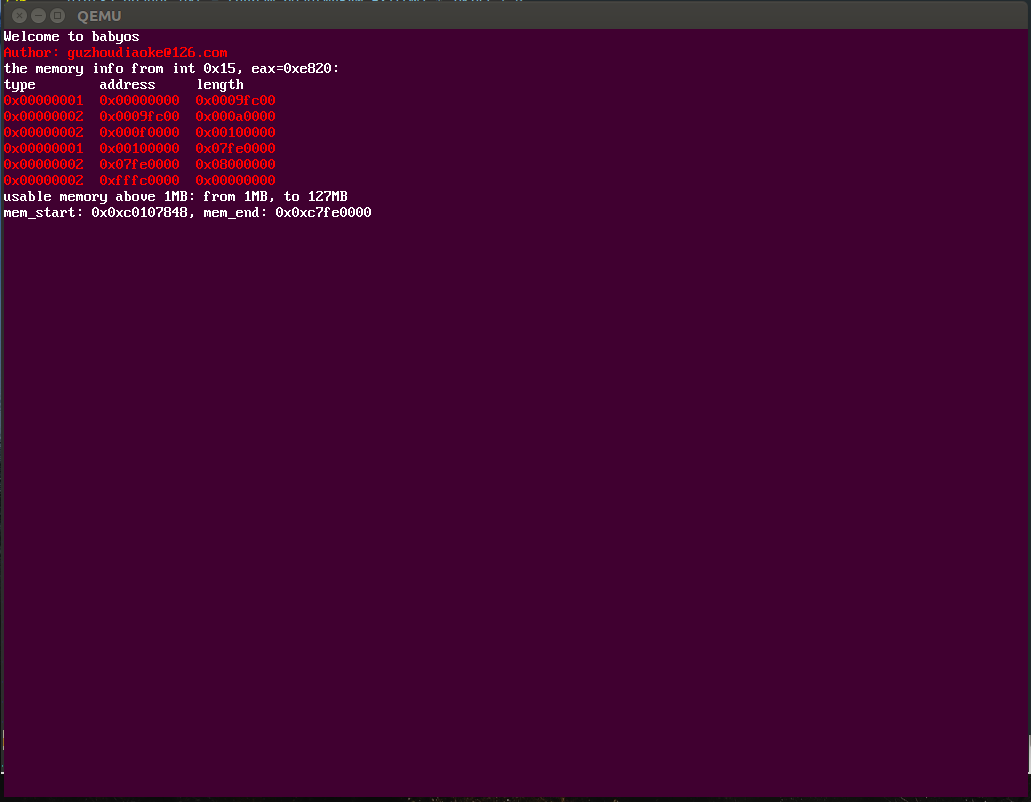 QEMU
Welcome to babyos
Author: guzhoudiaoke@126.com
the memory info from int 0x15, eax=0xe820:
type address length
0x00000001 0x00000000 0x0009fc00
0x00000002 0x0009fc00 0x000a0000
0x00000002 0x000f0000 0x00100000
0x00000001 0x00100000 0x07fe0000
0x00000002 0x07fe0000 0x08000000
0x00000002 0xfffc0000 0x00000000
usable memory above 1MB: from 1MB, to 127MB
mem_start: 0x0xc0107848, mem_end: 0x0xc7fe0000